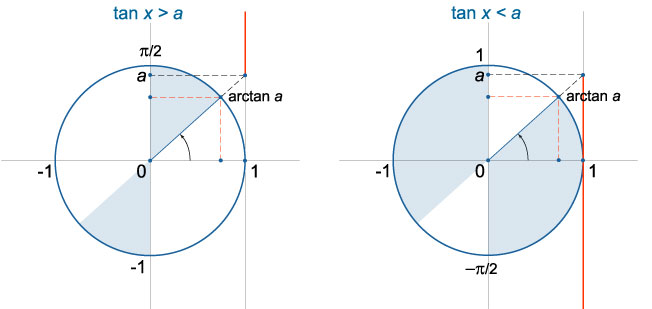 tan x > a
π/2
a
arctan a
-1
0
1
-1
tan x < a
1
a
arctan a
-1
0
1
−π/2